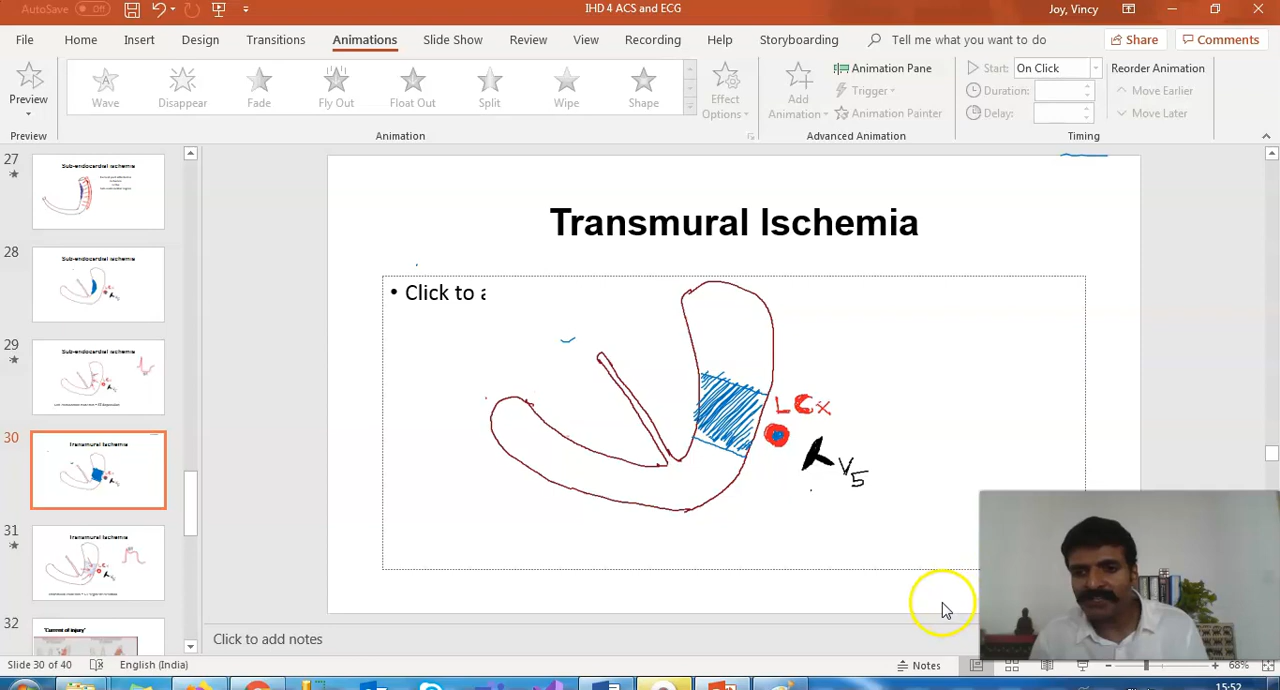 AutoSave Off
IHD 4 ACS and ECG
Joy, Vincy
File Home Insert Design Transitions Animations Slide Show Review View Recording Help Storyboarding Tell me what you want to do Share Comments
Preview
Wave Disappear Fade Fly Out Float Out Split Wipe Shape
Effect Options
Add Animation
Animation Pane
Trigger
Animation Painter
Start: On Click
Duration:
Delay:
Reorder Animation
Move Earlier
Move Later
Preview Animation Advanced Animation Timing
27
Sub-endocardial Ischemia
28
Sub-endocardial Ischemia
29
Sub-endocardial Ischemia
30
Transmural Ischemia
31
Transmural Ischemia
32
"Current of injury"
Transmural Ischemia
• Click to a
LCx
V5
Click to add notes
Slide 30 of 40 English (India) Notes 68%
15:52